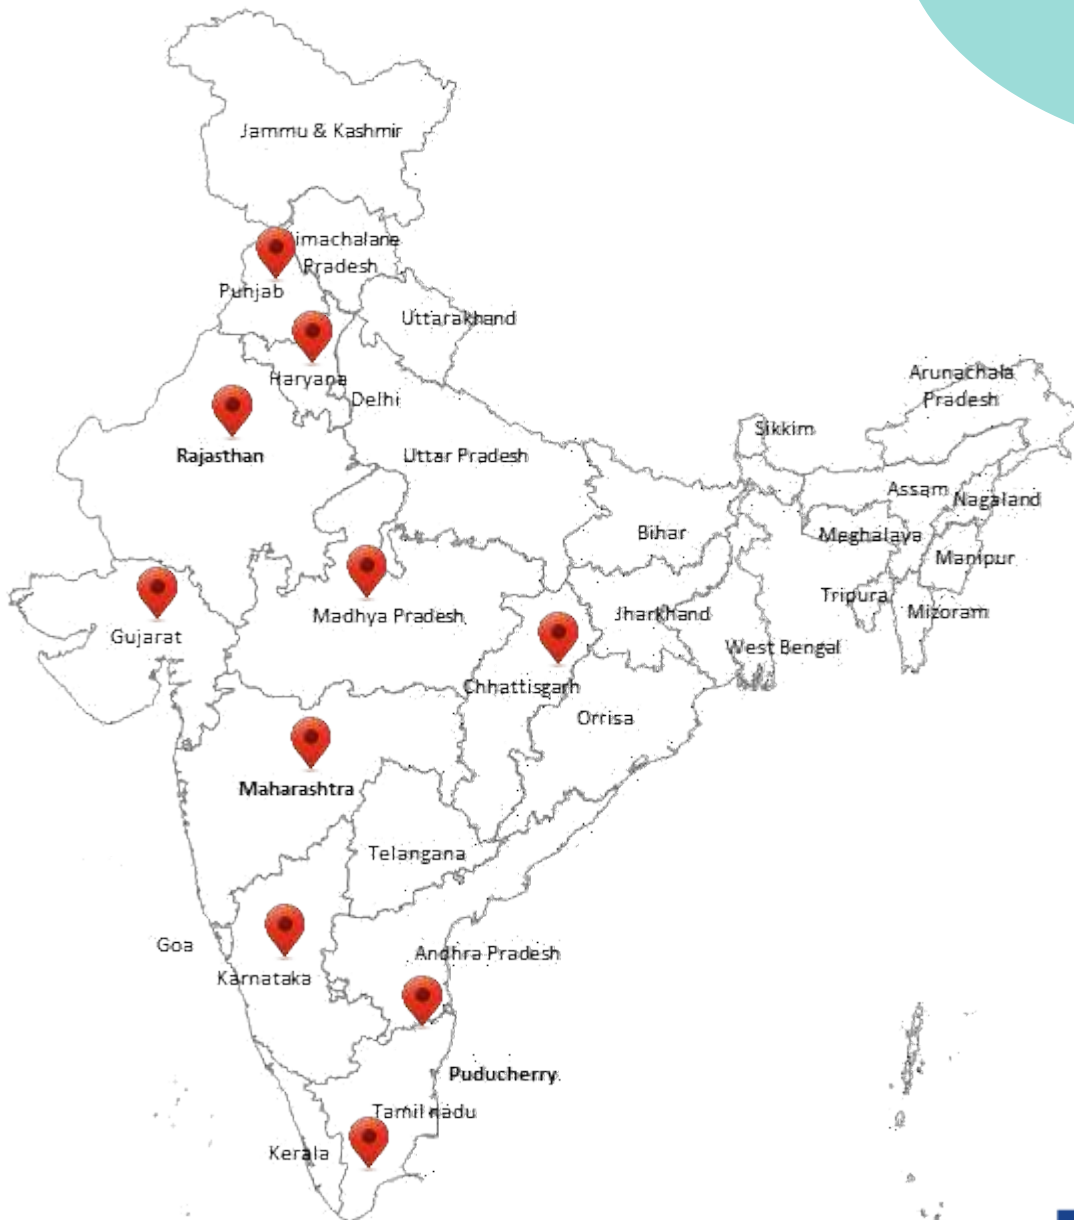 Jammu & Kashmir
imachalane
Pradesh
Punjab
Uttarakhand
Haryana
Delhi
Arunachala
Pradesh
Sikkim
Rajasthan
Uttar Pradesh
Assam
Nagaland
Bihar
Meghalaya
Manipur
Tripura
Mizoram
Madhya Pradesh
Jharkhand
Gujarat
West Bengal
Chhattisgarh
Orrisa
Maharashtra
Telangana
Goa
Andhra Pradesh
Karnataka
Puducherry.
Tamil nadu
Kerala